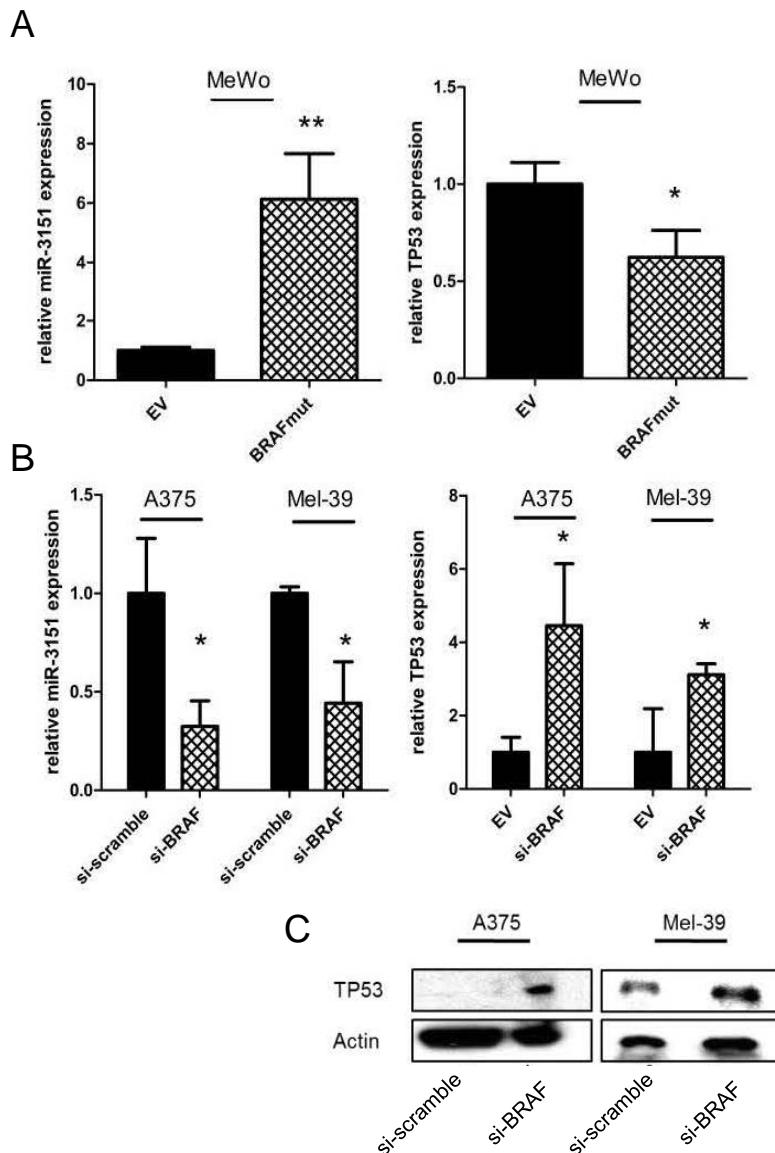 A
MeWo
relative miR-3151 expression
10
8
6
4
2
0
**
EV
BRAFmut
MeWo
relative TP53 expression
1.5
1.0
0.5
0.0
*
EV
BRAFmut
B
A375
Mel-39
relative miR-3151 expression
1.5
1.0
0.5
0.0
*
*
si-scramble
si-BRAF
si-scramble
si-BRAF
A375
Mel-39
relative TP53 expression
8
6
4
2
0
*
*
EV
si-BRAF
EV
si-BRAF
C
A375
Mel-39
TP53
Actin
si-scramble
si-BRAF
si-scramble
si-BRAF